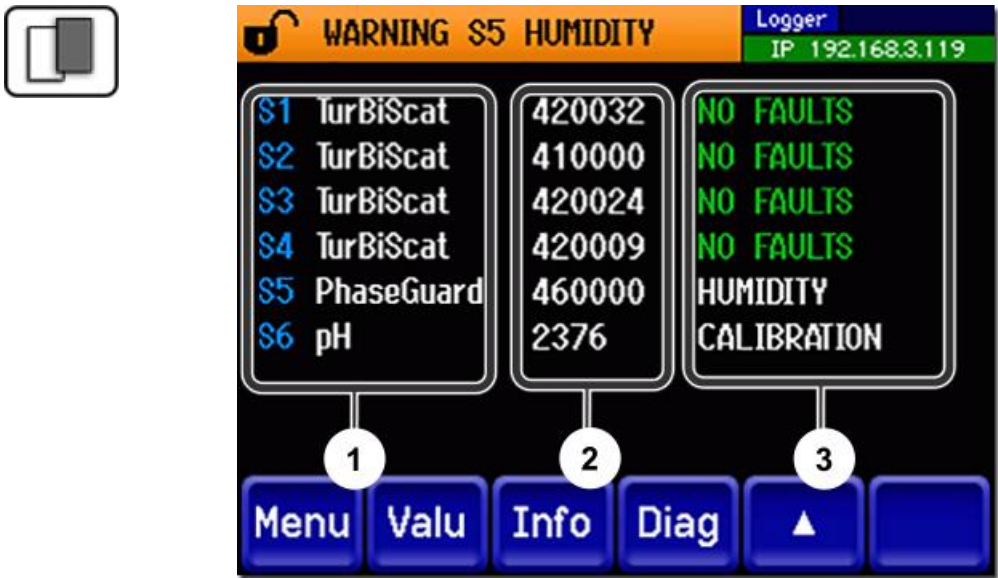 WARNING S5 HUMIDITY
Logger
IP 192.168.3.119
S1 TurBiScat 420032 NO FAULTS
S2 TurBiScat 410000 NO FAULTS
S3 TurBiScat 420024 NO FAULTS
S4 TurBiScat 420009 NO FAULTS
S5 PhaseGuard 460000 HUMIDITY
S6 pH 2376 CALIBRATION
1 2 3
Menu Valu Info Diag ▲